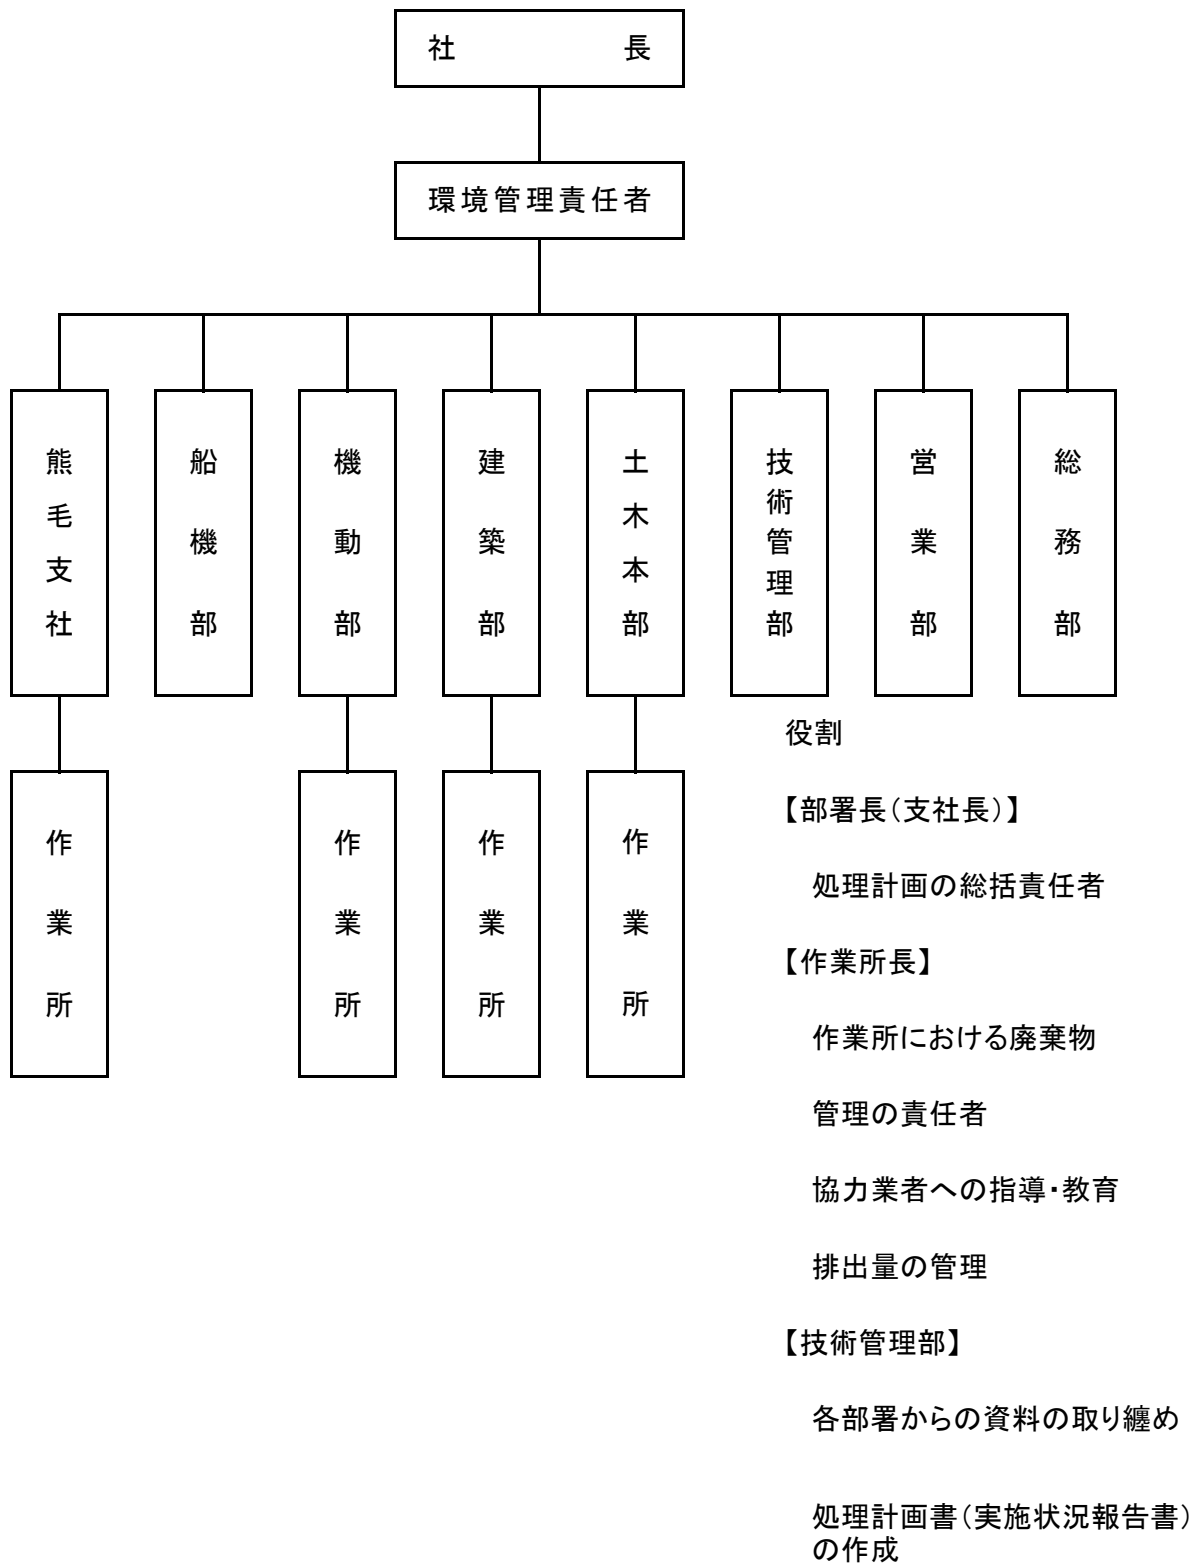 社長
環境管理責任者
熊毛支社
船機部
機動部
建築部
土木本部
技術管理部
営業部
総務部
作業所
作業所
作業所
作業所
役割
【部署長（支社長）】
処理計画の総括責任者
【作業所長】
作業所における廃棄物
管理の責任者
協力業者への指導・教育
排出量の管理
【技術管理部】
各部署からの資料の取り纏め
処理計画書（実施状況報告書）
の作成